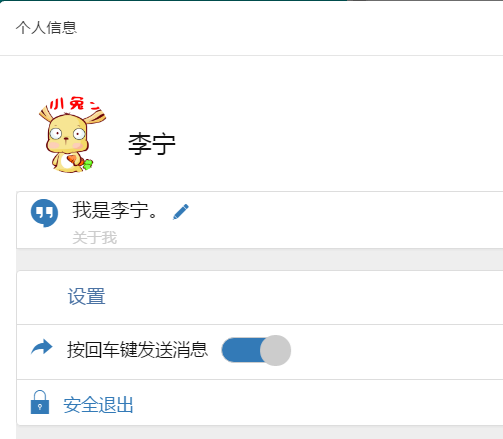 个人信息
小兔
李宁
我是李宁。
关于我
设置
按回车键发送消息
安全退出